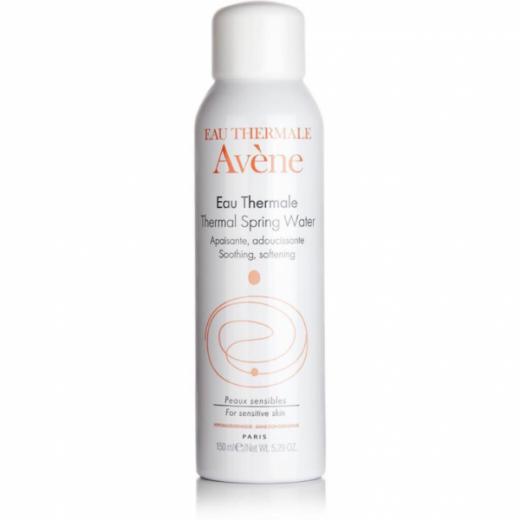 EAU THERMALE
Avène
Eau Thermale
Thermal Spring Water
Apaisante, adoucissante
Soothing, softening
Peaux sensibles
For sensitive skin
PARIS
150 ml e/Net WT. 5.29 OZ.